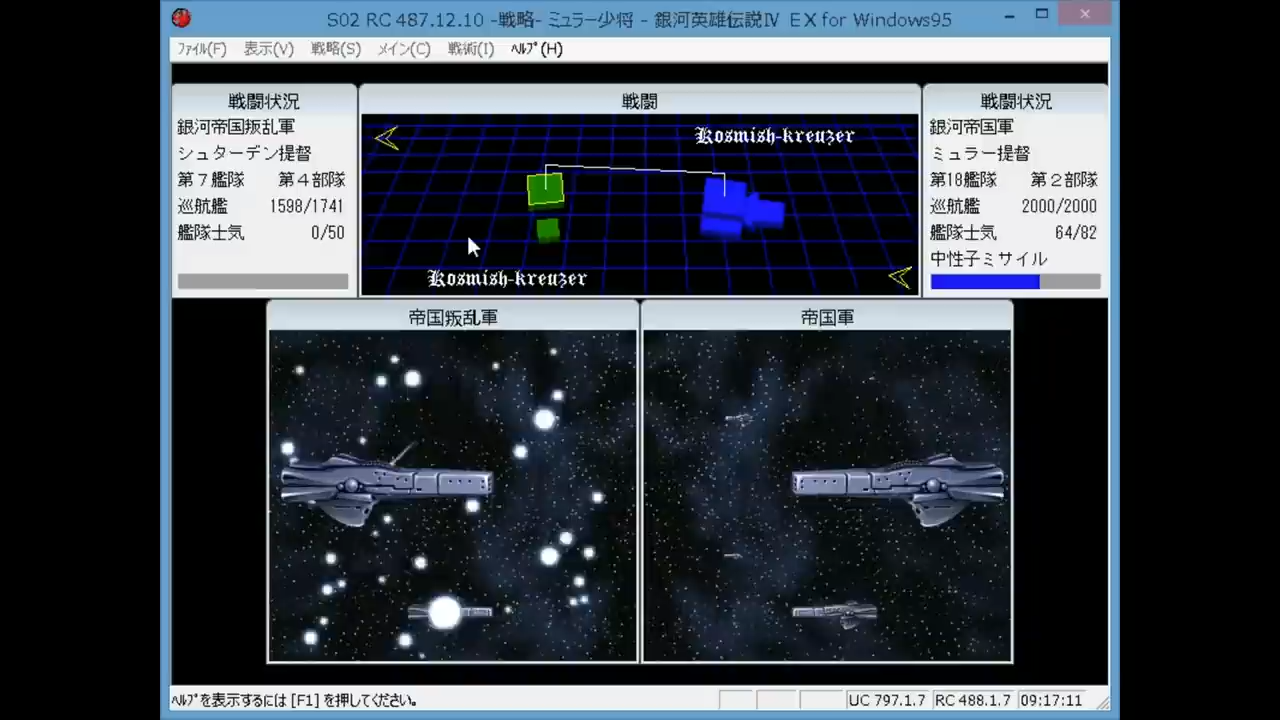 S02 RC 487.12.10 -戦略- ミュラー少将 - 銀河英雄伝説Ⅳ EX for Windows95
ﾌｧｲﾙ(F) 表示(V) 戦略(S) メイン(C) 戦術(I) ﾍﾙﾌﾟ(H)
戦闘状況
銀河帝国叛乱軍
シュターデン提督
第７艦隊 第４部隊
巡航艦 1598/1741
艦隊士気 0/50
戦闘
Kosmish-kreuzer
Kosmish-kreuzer
戦闘状況
銀河帝国軍
ミュラー提督
第18艦隊 第２部隊
巡航艦 2000/2000
艦隊士気 64/82
中性子ミサイル
帝国叛乱軍
帝国軍
ﾍﾙﾌﾟを表示するには [F1] を押してください。
UC 797.1.7 RC 488.1.7 09:17:11